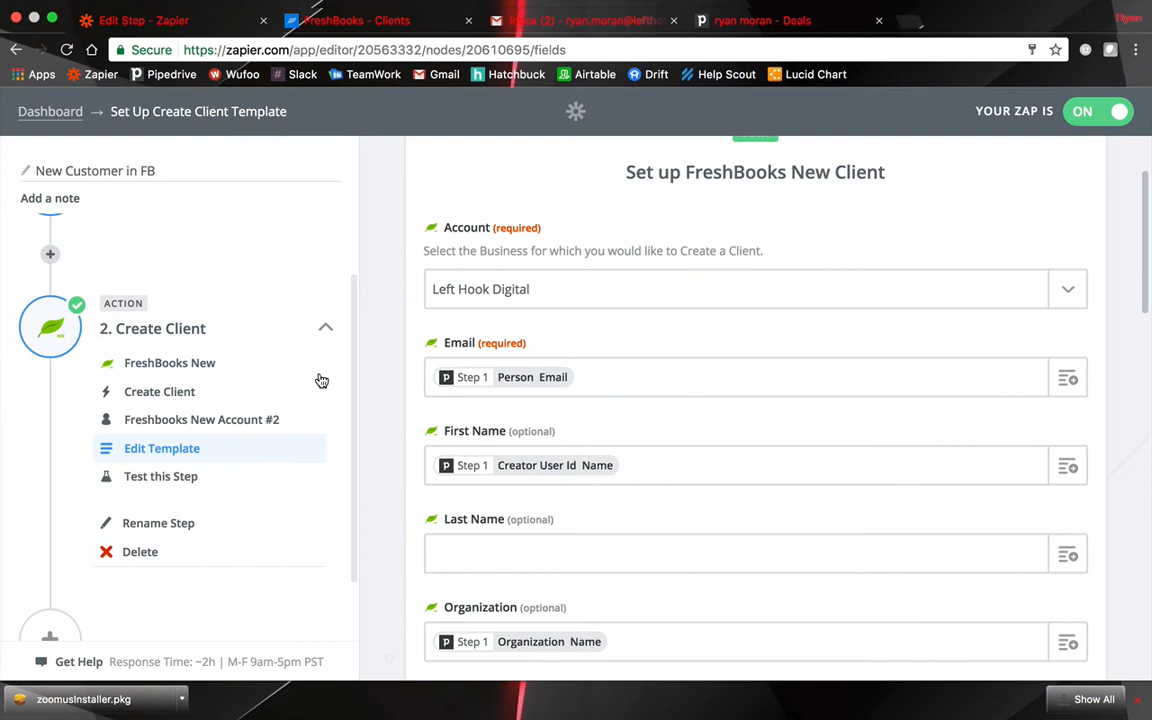 Edit Step - Zapier
FreshBooks - Clients
Inbox (2) - ryan.moran@leftho
ryan moran - Deals
Ryan
Secure https://zapier.com/app/editor/20563332/nodes/20610695/fields
Apps Zapier Pipedrive Wufoo Slack TeamWork Gmail Hatchbuck Airtable Drift Help Scout Lucid Chart
Dashboard → Set Up Create Client Template
YOUR ZAP IS ON
New Customer in FB
Add a note
ACTION
2. Create Client
FreshBooks New
Create Client
Freshbooks New Account #2
Edit Template
Test this Step
Rename Step
Delete
Get Help Response Time: ~2h | M-F 9am-5pm PST
Set up FreshBooks New Client
Account (required)
Select the Business for which you would like to Create a Client.
Left Hook Digital
Email (required)
Step 1 Person Email
First Name (optional)
Step 1 Creator User Id Name
Last Name (optional)
Organization (optional)
Step 1 Organization Name
zoomusInstaller.pkg
Show All